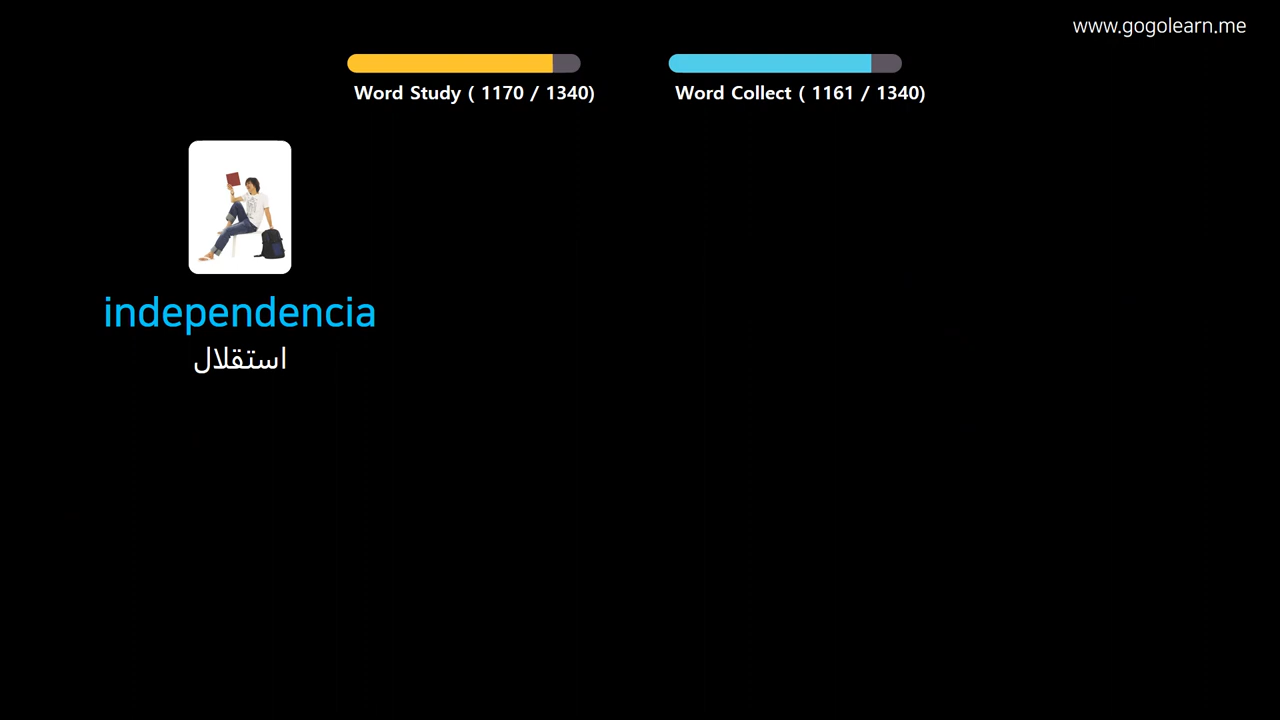 www.gogolearn.me
Word Study ( 1170 / 1340)
Word Collect ( 1161 / 1340)
independencia
استقلال